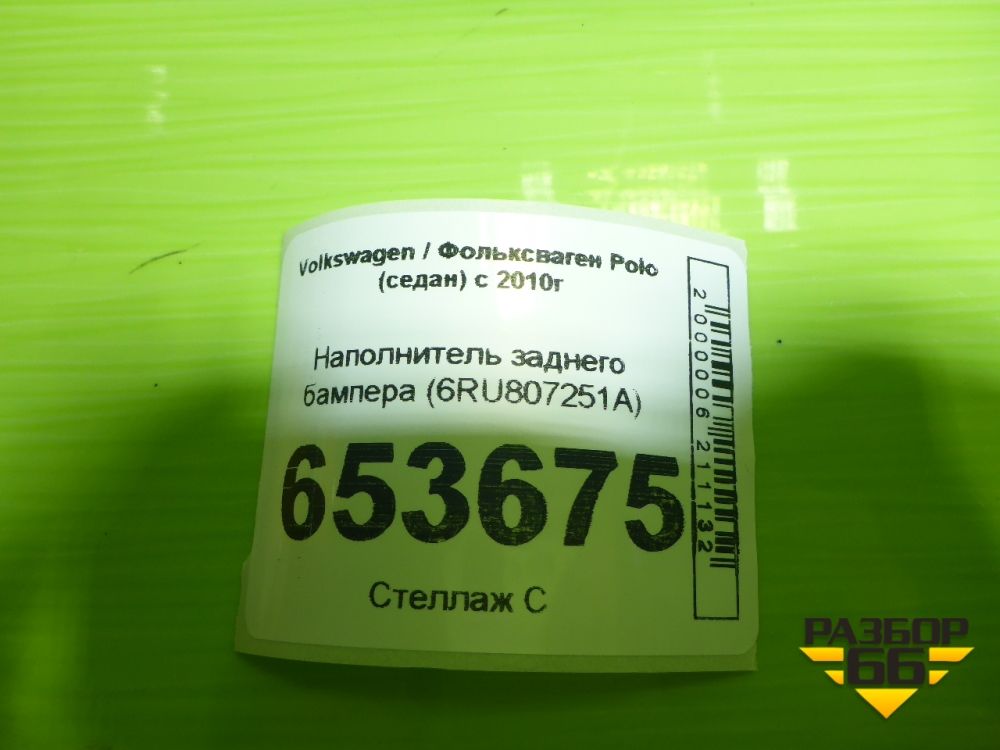 Volkswagen / Фольксваген Polo
(седан) с 2010г
Наполнитель заднего
бампера (6RU807251A)
653675
Стеллаж С
2000006211132
РАЗБОР
66